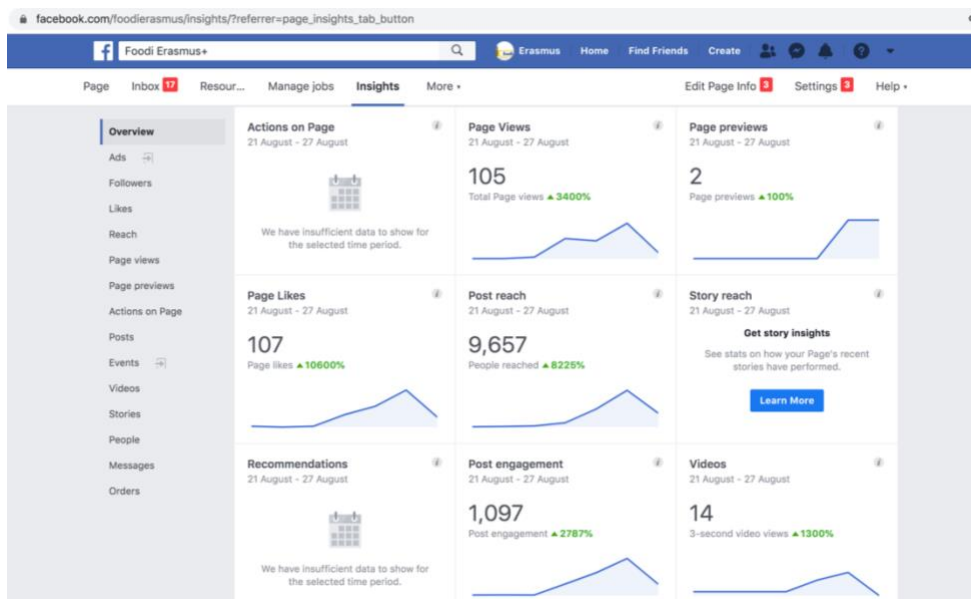 facebook.com/foodierasmus/insights/?referrer=page_insights_tab_button
Foodi Erasmus+
Erasmus Home Find Friends Create
Page Inbox 17 Resour... Manage jobs Insights More
Edit Page Info 3 Settings 3 Help
Overview
Ads
Followers
Likes
Reach
Page views
Page previews
Actions on Page
Posts
Events
Videos
Stories
People
Messages
Orders
Actions on Page
21 August - 27 August
We have insufficient data to show for
the selected time period.
Page Views
21 August - 27 August
105
Total Page views ▲3400%
Page previews
21 August - 27 August
2
Page previews ▲100%
Page Likes
21 August - 27 August
107
Page likes ▲10600%
Post reach
21 August - 27 August
9,657
People reached ▲8225%
Story reach
21 August - 27 August
Get story insights
See stats on how your Page's recent
stories have performed.
Learn More
Recommendations
21 August - 27 August
We have insufficient data to show for
the selected time period.
Post engagement
21 August - 27 August
1,097
Post engagement ▲2787%
Videos
21 August - 27 August
14
3-second video views ▲1300%